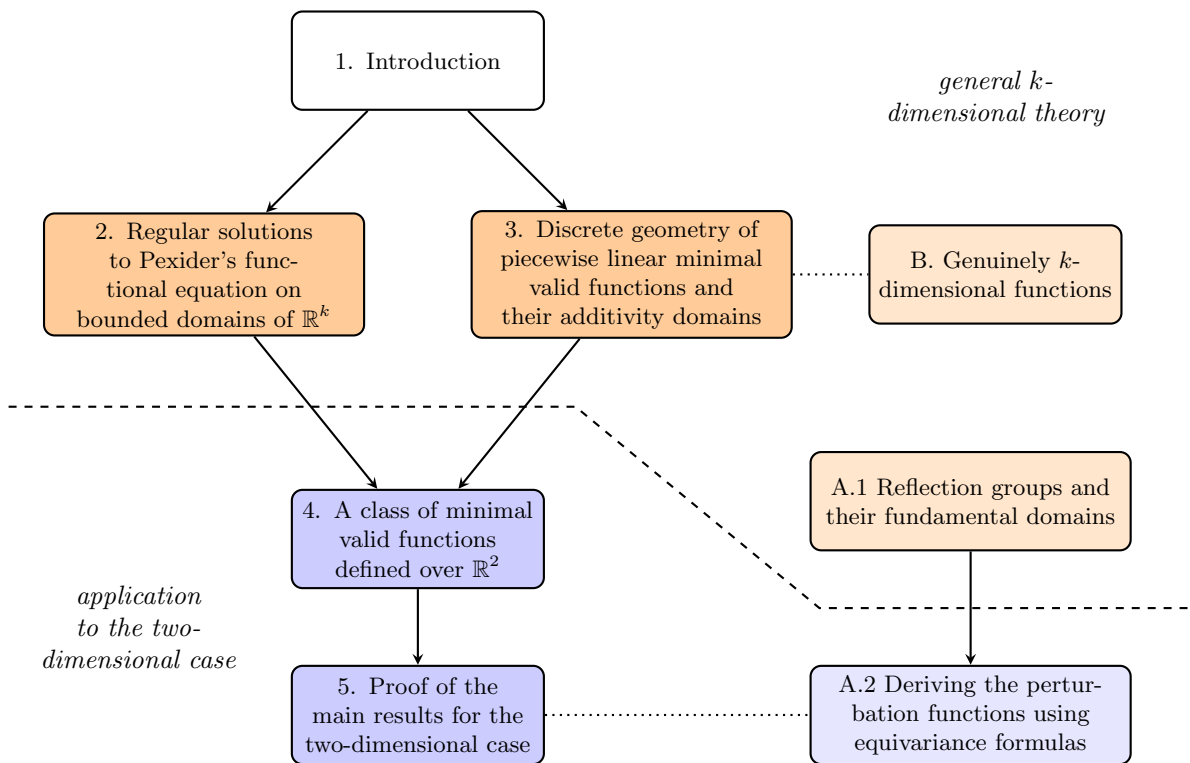 1. Introduction
general k-
dimensional theory
2. Regular solutions
to Pexider's func-
tional equation on
bounded domains of ℝᵏ
3. Discrete geometry of
piecewise linear minimal
valid functions and
their additivity domains
B. Genuinely k-
dimensional functions
4. A class of minimal
valid functions
defined over ℝ²
A.1 Reflection groups and
their fundamental domains
application
to the two-
dimensional case
5. Proof of the
main results for the
two-dimensional case
A.2 Deriving the pertur-
bation functions using
equivariance formulas